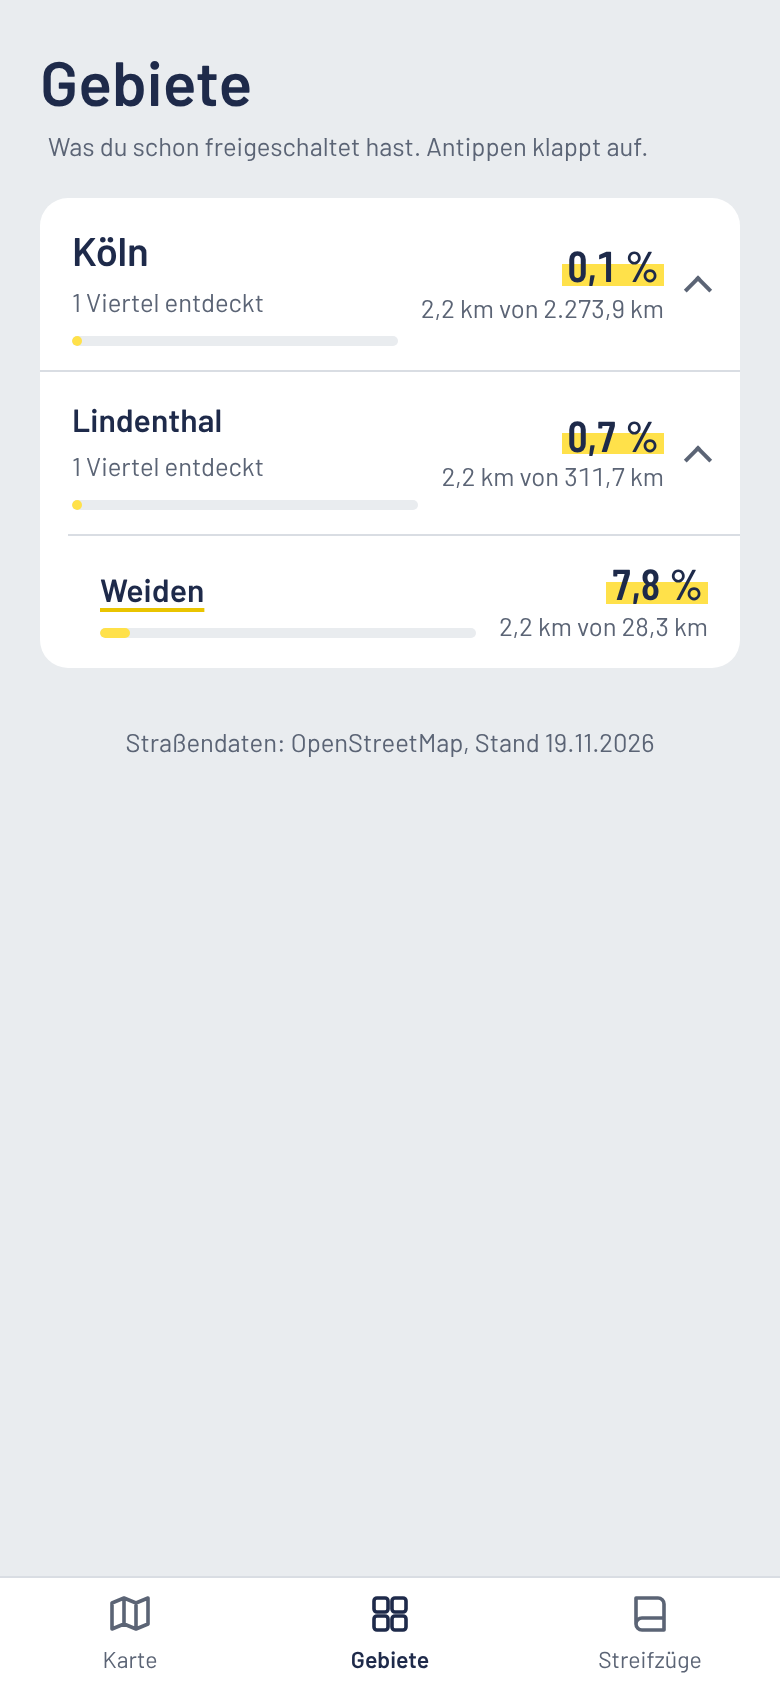 Gebiete
Was du schon freigeschaltet hast. Antippen klappt auf.
Köln
0,1 %
1 Viertel entdeckt
2,2 km von 2.273,9 km
Lindenthal
0,7 %
1 Viertel entdeckt
2,2 km von 311,7 km
Weiden
7,8 %
2,2 km von 28,3 km
Straßendaten: OpenStreetMap, Stand 19.11.2026
Karte
Gebiete
Streifzüge